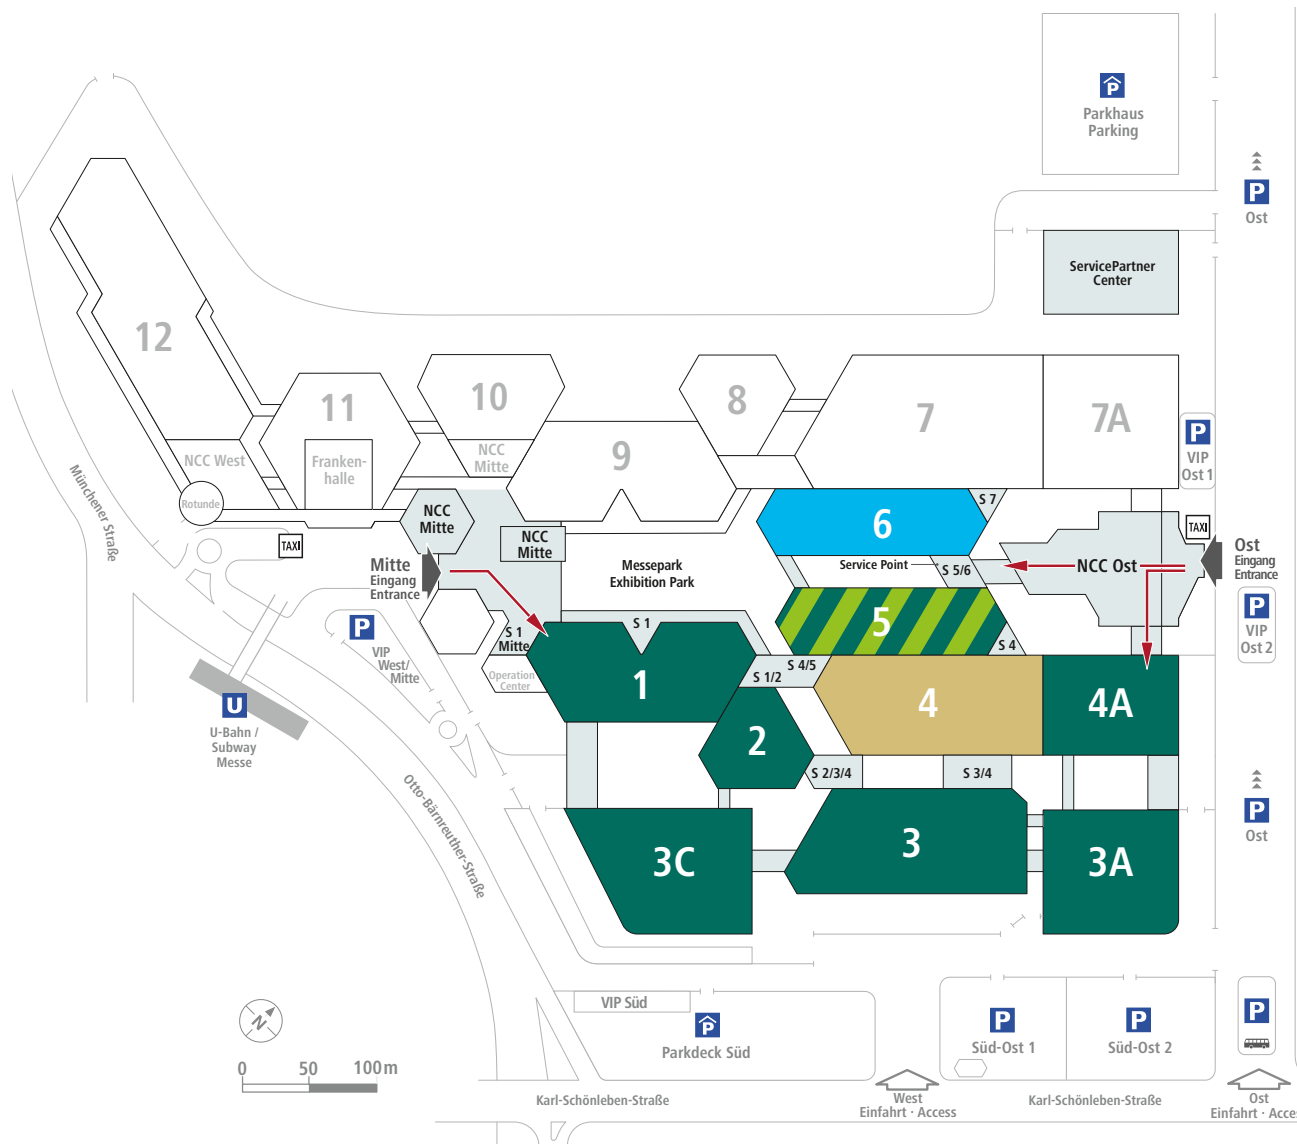 P
Parkhaus
Parking
P
Ost
ServicePartner
Center
12
11
10
8
7
7A
9
NCC West
Franken-
halle
NCC
Mitte
P
VIP
Ost 1
Rotunde
Münchener Straße
TAXI
NCC
Mitte
NCC
Mitte
Mitte
Eingang
Entrance
Messepark
Exhibition Park
6
S 7
Service Point
S 5/6
NCC Ost
TAXI
Ost
Eingang
Entrance
P
VIP
Ost 2
5
S 4
S 1
S 1
Mitte
Operation
Center
P
VIP
West/
Mitte
1
S 4/5
S 1/2
4
4A
2
U
U-Bahn /
Subway
Messe
S 2/3/4
S 3/4
Otto-Bärnreuther-Straße
P
Ost
3C
3
3A
N
0 50 100 m
VIP Süd
P
Parkdeck Süd
P
Süd-Ost 1
P
Süd-Ost 2
P
Karl-Schönleben-Straße
West
Einfahrt · Access
Karl-Schönleben-Straße
Ost
Einfahrt · Acce